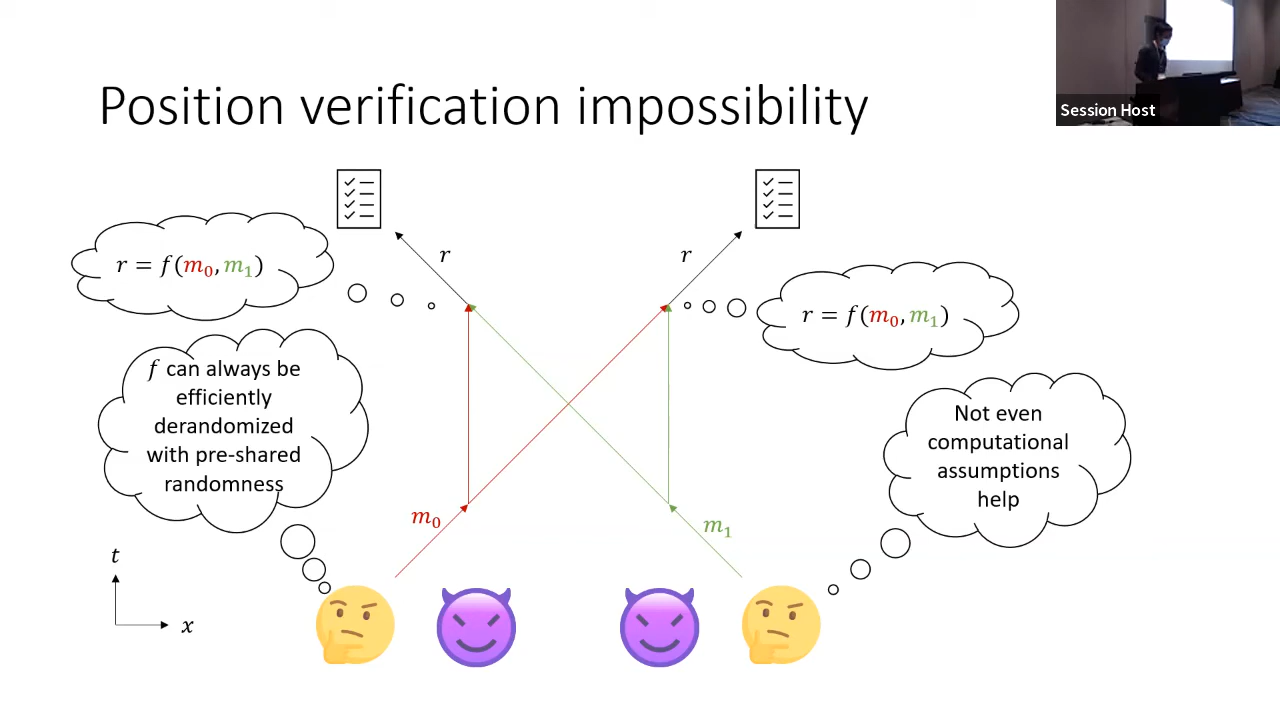 Position verification impossibility
Session Host
r = f(m₀, m₁)
r
r
r = f(m₀, m₁)
f can always be
efficiently
derandomized
with pre-shared
randomness
Not even
computational
assumptions
help
m₀
m₁
t
x